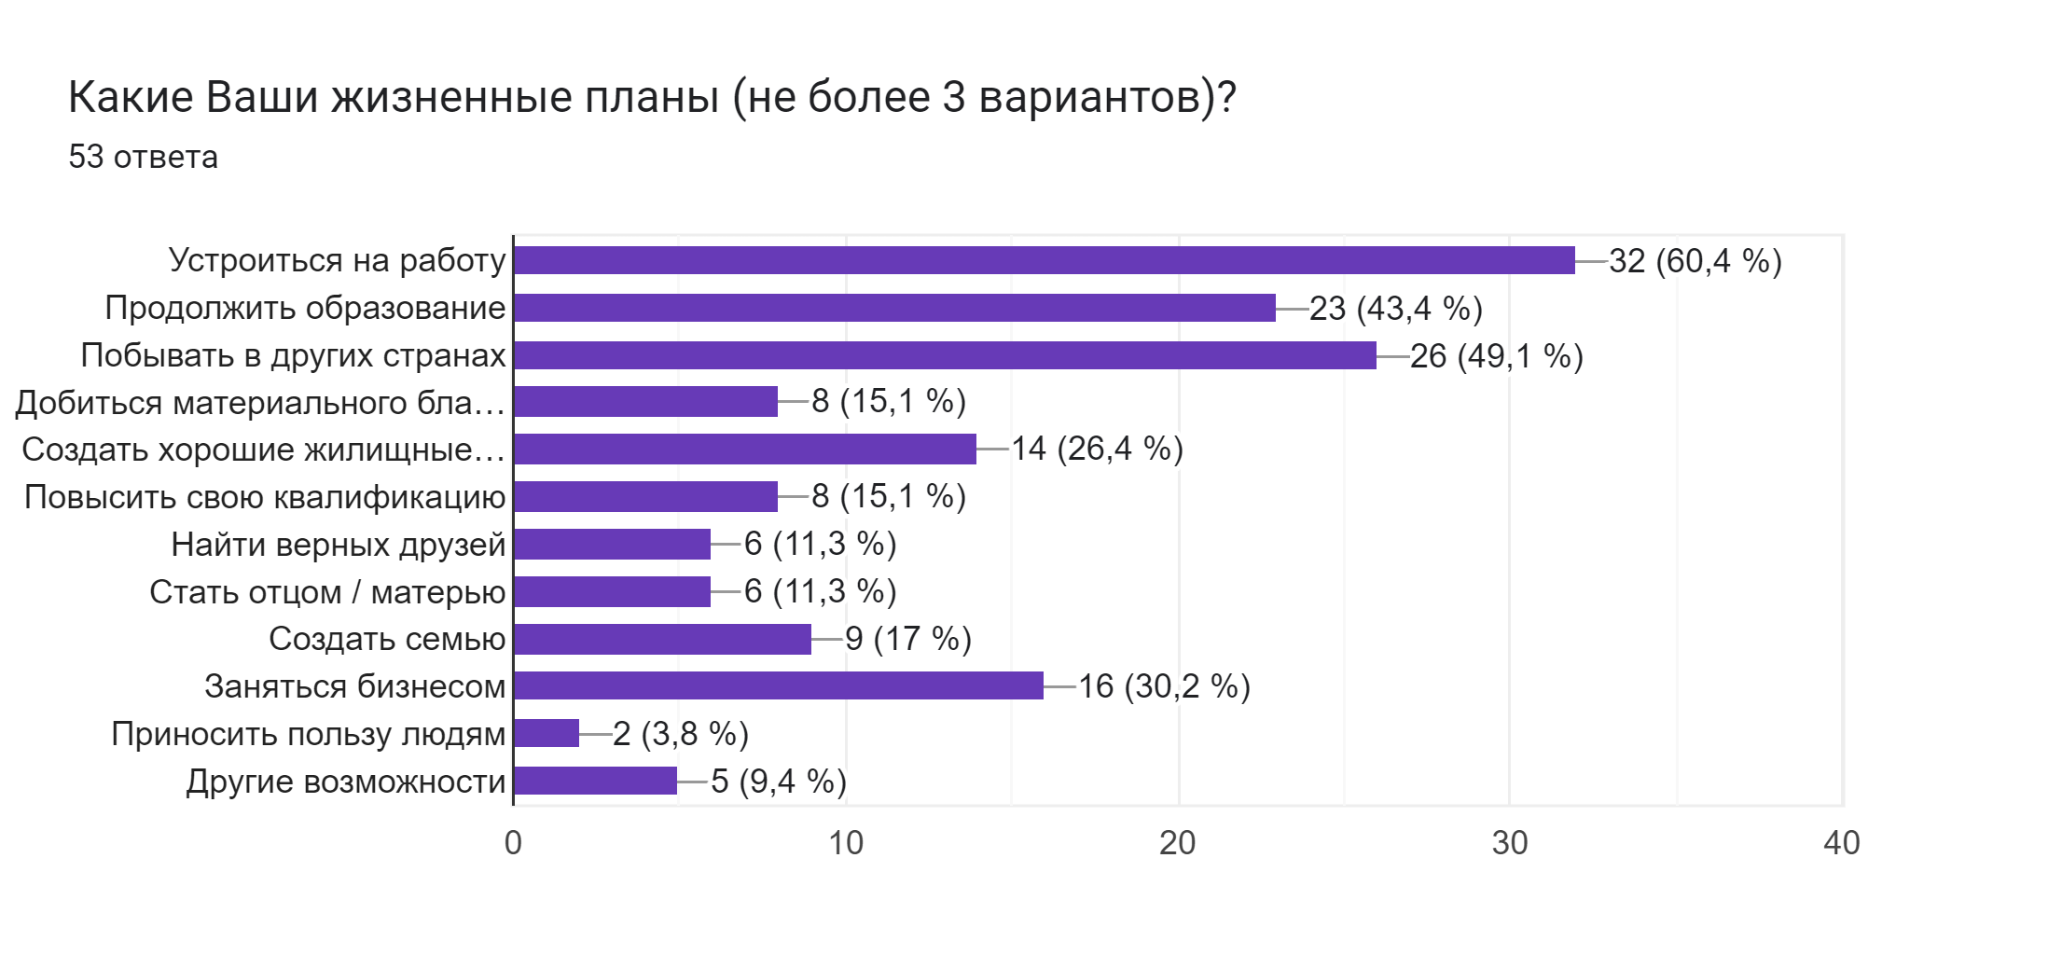 Какие Ваши жизненные планы (не более 3 вариантов)?
53 ответа
Устроиться на работу 32 (60,4 %)
Продолжить образование 23 (43,4 %)
Побывать в других странах 26 (49,1 %)
Добиться материального бла… 8 (15,1 %)
Создать хорошие жилищные… 14 (26,4 %)
Повысить свою квалификацию 8 (15,1 %)
Найти верных друзей 6 (11,3 %)
Стать отцом / матерью 6 (11,3 %)
Создать семью 9 (17 %)
Заняться бизнесом 16 (30,2 %)
Приносить пользу людям 2 (3,8 %)
Другие возможности 5 (9,4 %)
0 10 20 30 40